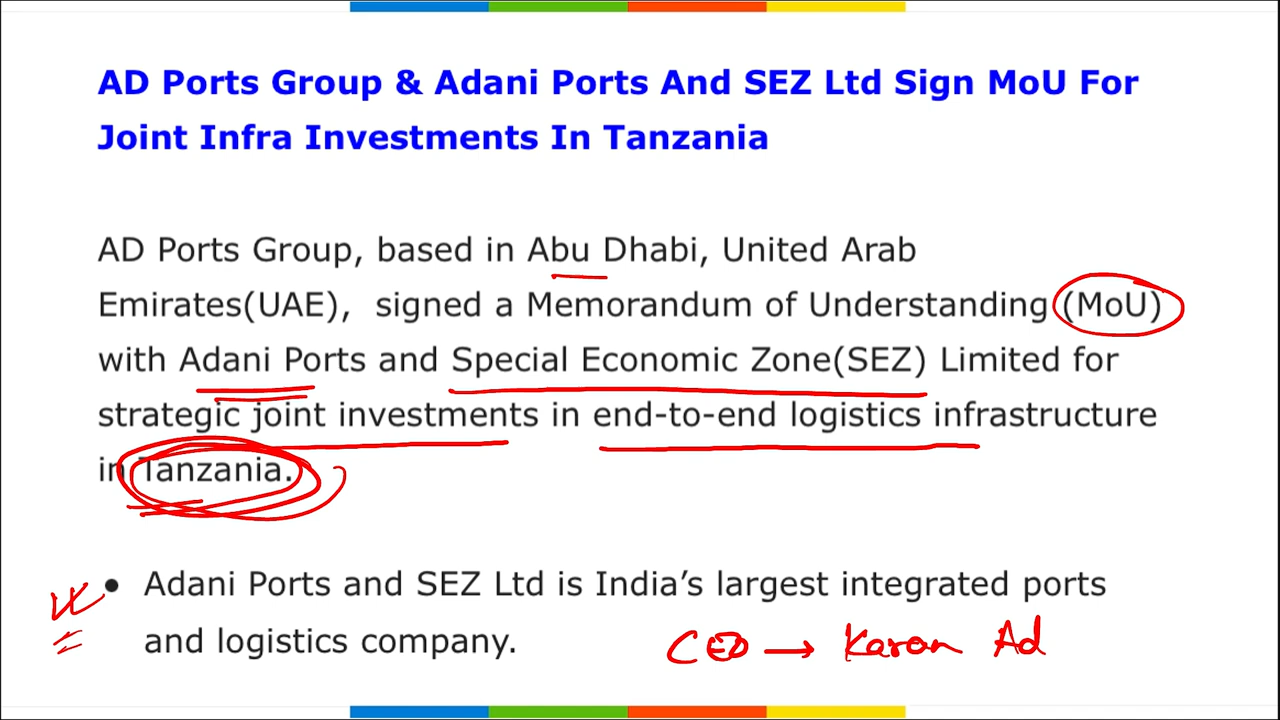 AD Ports Group & Adani Ports And SEZ Ltd Sign MoU For
Joint Infra Investments In Tanzania
AD Ports Group, based in Abu Dhabi, United Arab
Emirates(UAE), signed a Memorandum of Understanding (MoU)
with Adani Ports and Special Economic Zone(SEZ) Limited for
strategic joint investments in end-to-end logistics infrastructure
in Tanzania.
• Adani Ports and SEZ Ltd is India’s largest integrated ports
and logistics company.
CEO → Karan Ad